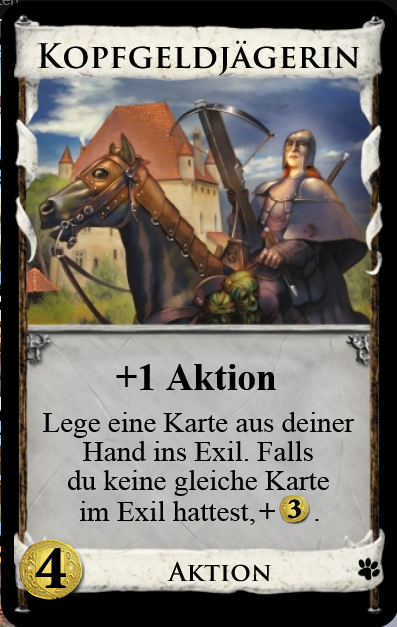 KOPFGELDJÄGERIN
+1 Aktion
Lege eine Karte aus deiner
Hand ins Exil. Falls
du keine gleiche Karte
im Exil hattest, + 3 .
4
AKTION